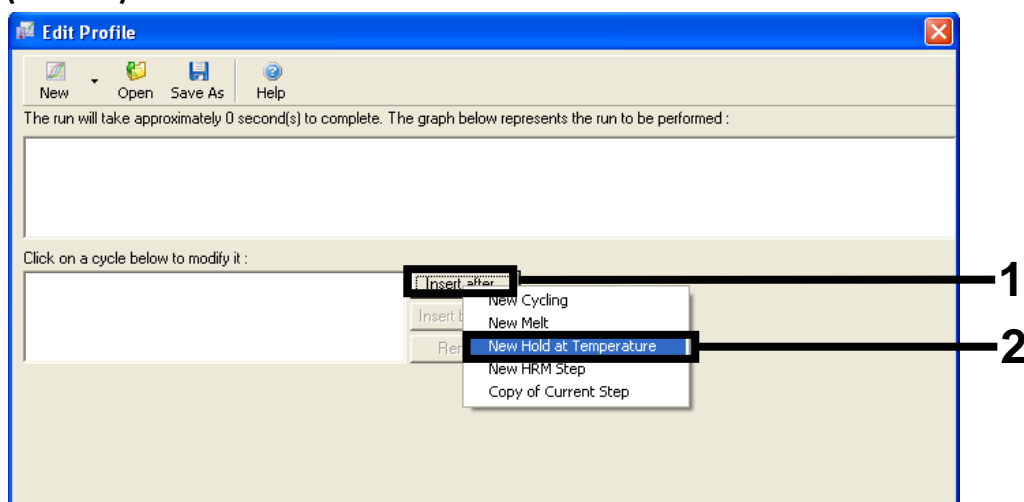 Edit Profile
New Open Save As Help
The run will take approximately 0 second(s) to complete. The graph below represents the run to be performed :
Click on a cycle below to modify it :
Insert after
1
New Cycling
Insert
New Melt
New Hold at Temperature
2
New HRM Step
Copy of Current Step